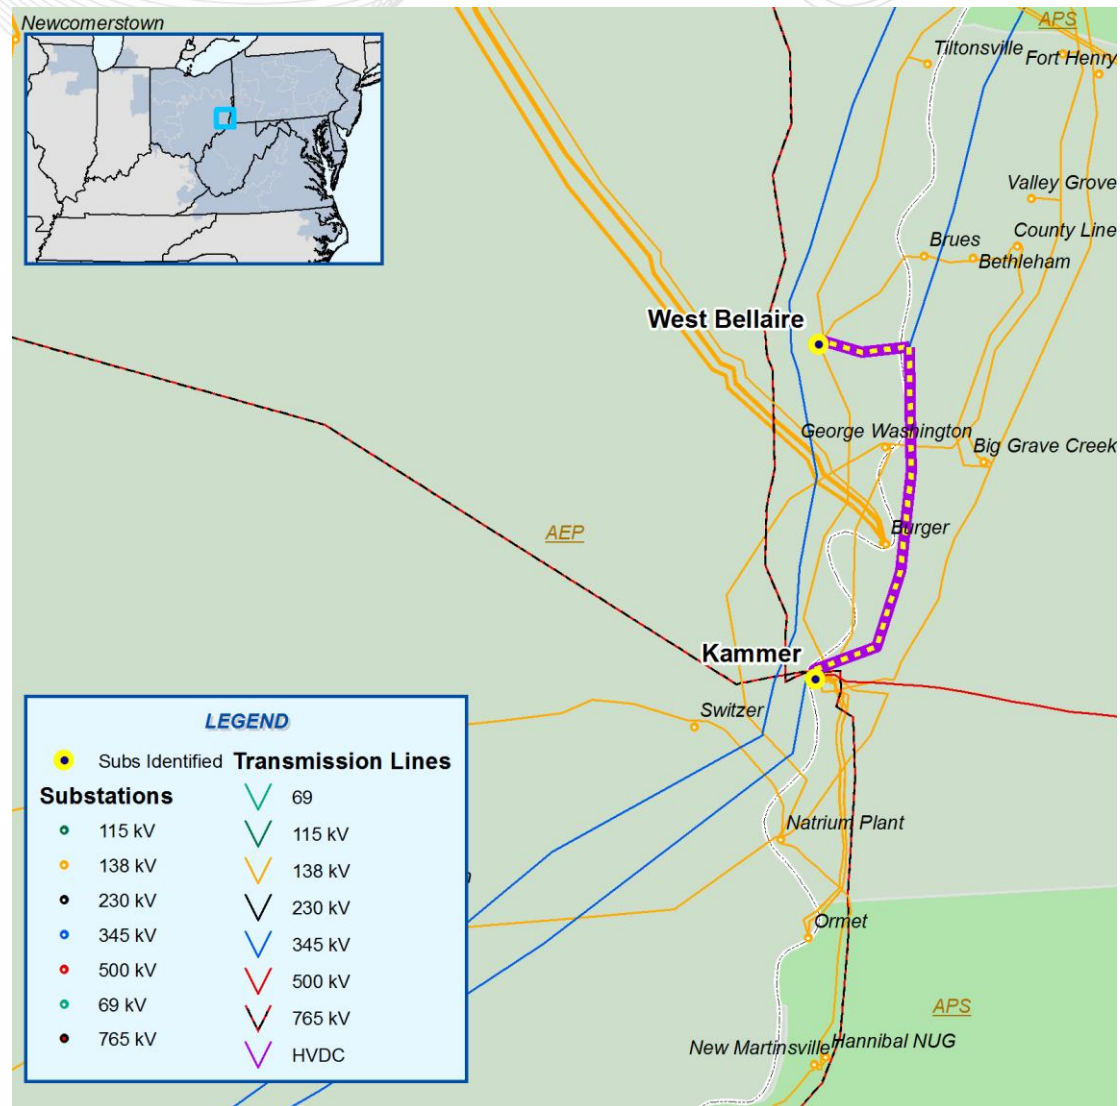 Newcomerstown
APS
Tiltonsville
Fort Henry
Valley Grove
County Line
Brues
Bethleham
West Bellaire
George Washington
Big Grave Creek
AEP
Burger
Kammer
Switzer
Natrium Plant
Ormet
APS
New Martinsville
Hannibal NUG
LEGEND
Subs Identified
Substations
115 kV
138 kV
230 kV
345 kV
500 kV
69 kV
765 kV
Transmission Lines
69
115 kV
138 kV
230 kV
345 kV
500 kV
765 kV
HVDC